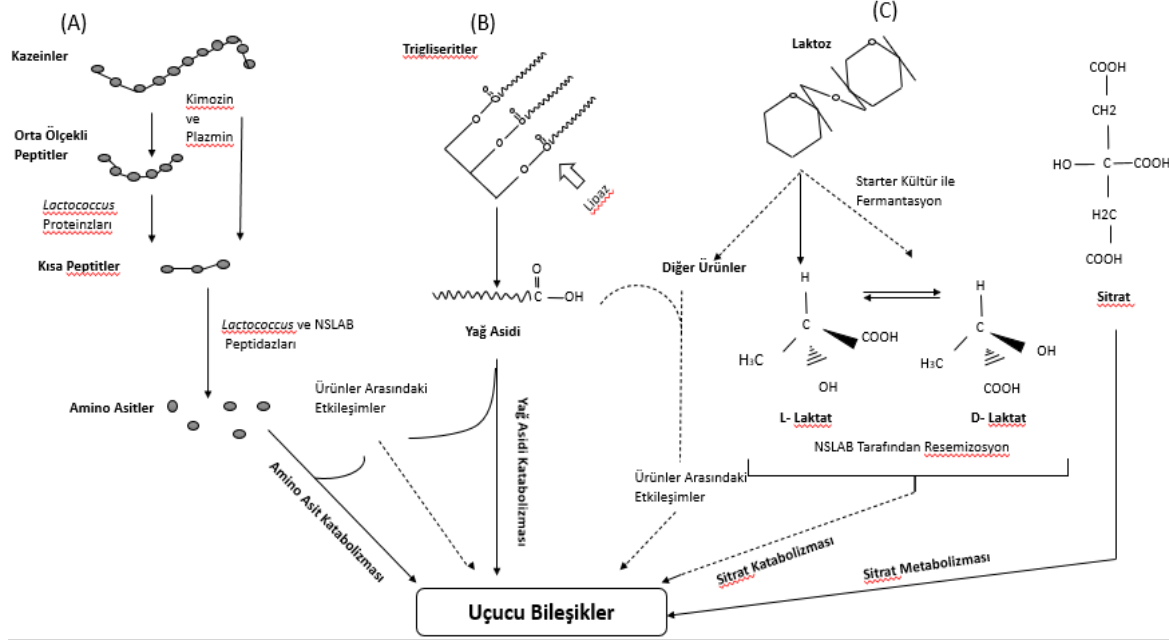 (A)
Kazeinler
Kimozin
ve
Plazmin
Orta Ölçekli
Peptitler
Lactococcus
Proteinzları
Kısa Peptitler
Lactococcus ve NSLAB
Peptidazları
Amino Asitler
Ürünler Arasındaki
Etkileşimler
Amino Asit Katabolizması
(B)
Trigliseritler
O
O
O
O
O
O
Lipaz
O
C
OH
Yağ Asidi
Yağ Asidi Katabolizması
(C)
Laktoz
Starter Kültür ile
Fermantasyon
Diğer Ürünler
H
C
COOH
H3C
OH
L- Laktat
H
C
OH
H3C
COOH
D- Laktat
NSLAB Tarafından Resemizosyon
Ürünler Arasındaki
Etkileşimler
COOH
CH2
HO
C
COOH
H2C
COOH
Sitrat
Sitrat Katabolizması
Sitrat Metabolizması
Uçucu Bileşikler